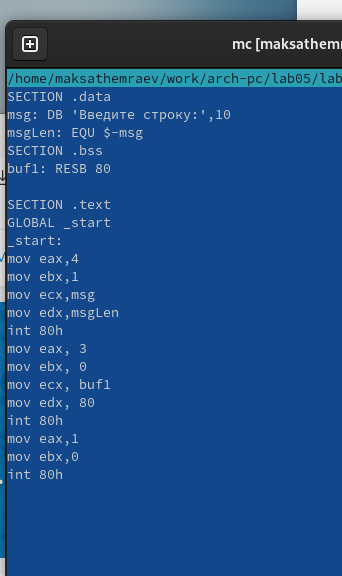 mc [maksathemr
/home/maksathemraev/work/arch-pc/lab05/lab
SECTION .data
msg: DB 'Введите строку:',10
msgLen: EQU $-msg
SECTION .bss
buf1: RESB 80
SECTION .text
GLOBAL _start
_start:
mov eax,4
mov ebx,1
mov ecx,msg
mov edx,msgLen
int 80h
mov eax, 3
mov ebx, 0
mov ecx, buf1
mov edx, 80
int 80h
mov eax,1
mov ebx,0
int 80h